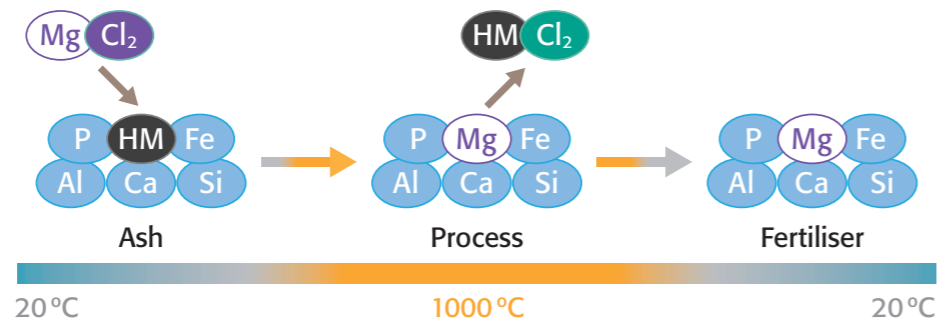 Mg Cl₂ HM Cl₂
P HM Fe P Mg Fe P Mg Fe
Al Ca Si Al Ca Si Al Ca Si
Ash Process Fertiliser
20 °C 1000 °C 20 °C